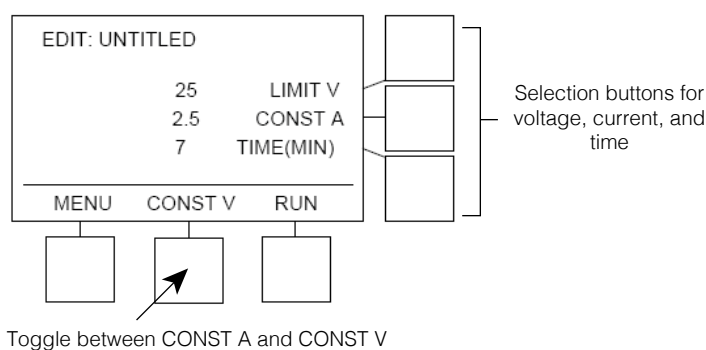 EDIT: UNTITLED
25 LIMIT V
2.5 CONST A
7 TIME(MIN)
MENU CONST V RUN
Selection buttons for
voltage, current, and
time
Toggle between CONST A and CONST V